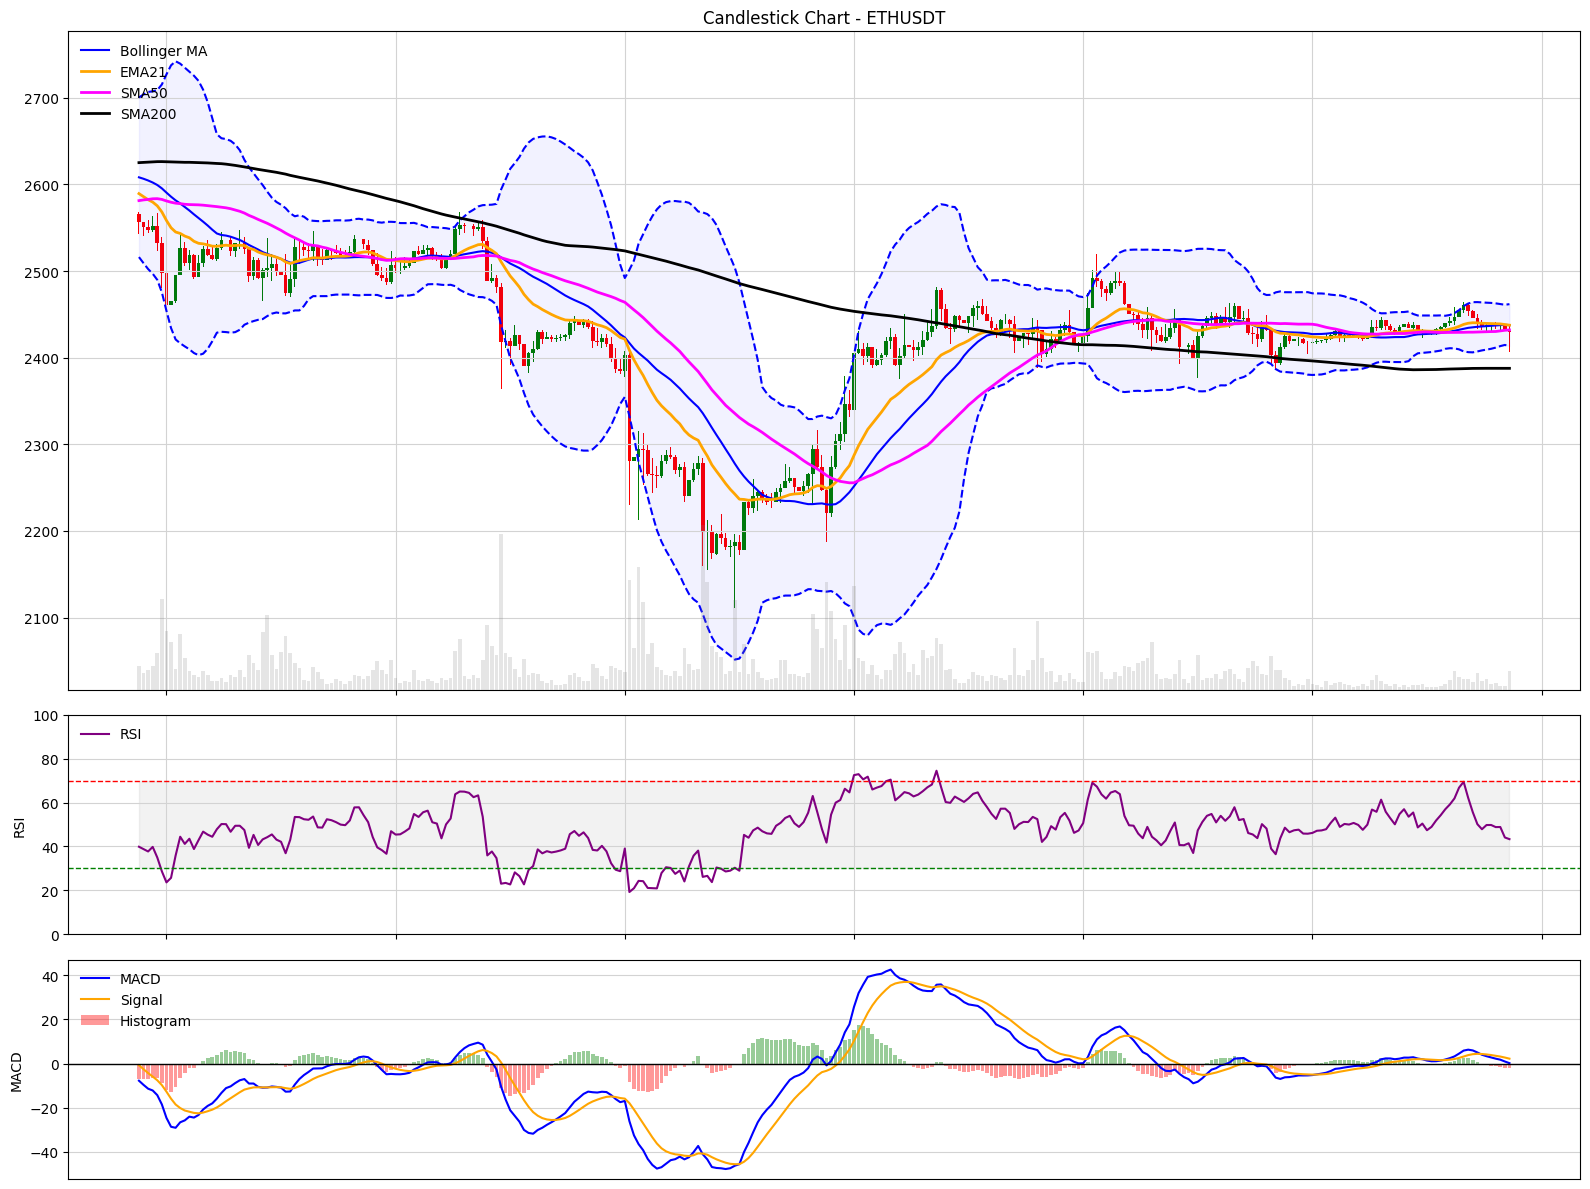 Candlestick Chart - ETHUSDT
Bollinger MA
EMA21
SMA50
SMA200
2700
2600
2500
2400
2300
2200
2100
RSI
RSI
100
80
60
40
20
0
MACD
Signal
Histogram
MACD
40
20
0
−20
−40